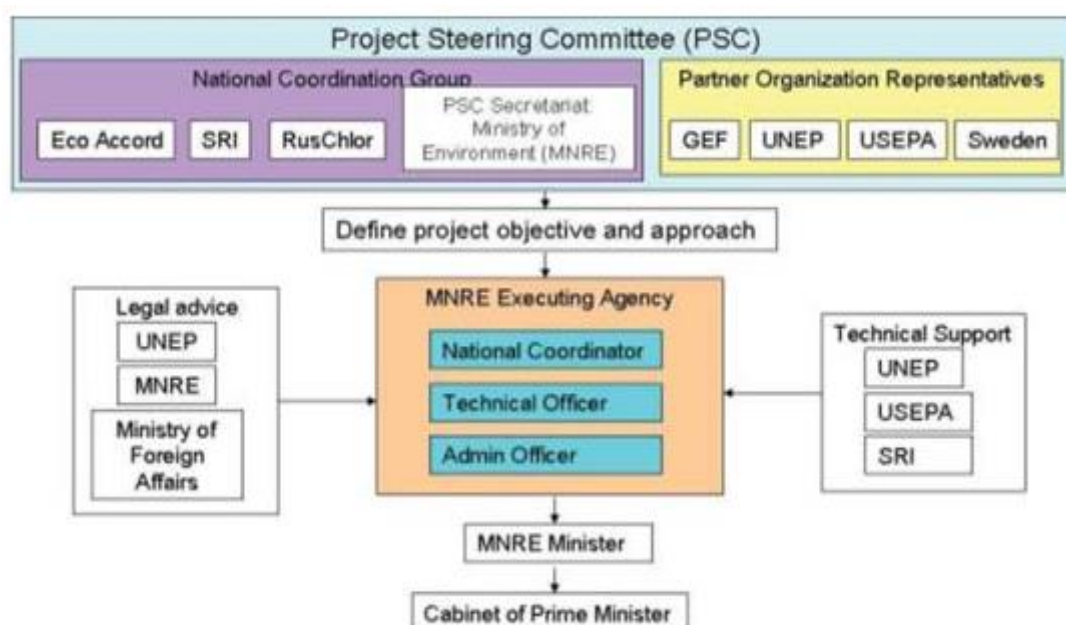 Project Steering Committee (PSC)
National Coordination Group
Eco Accord
SRI
RusChlor
PSC Secretariat
Ministry of
Environment (MNRE)
Partner Organization Representatives
GEF
UNEP
USEPA
Sweden
Define project objective and approach
Legal advice
UNEP
MNRE
Ministry of
Foreign
Affairs
MNRE Executing Agency
National Coordinator
Technical Officer
Admin Officer
Technical Support
UNEP
USEPA
SRI
MNRE Minister
Cabinet of Prime Minister